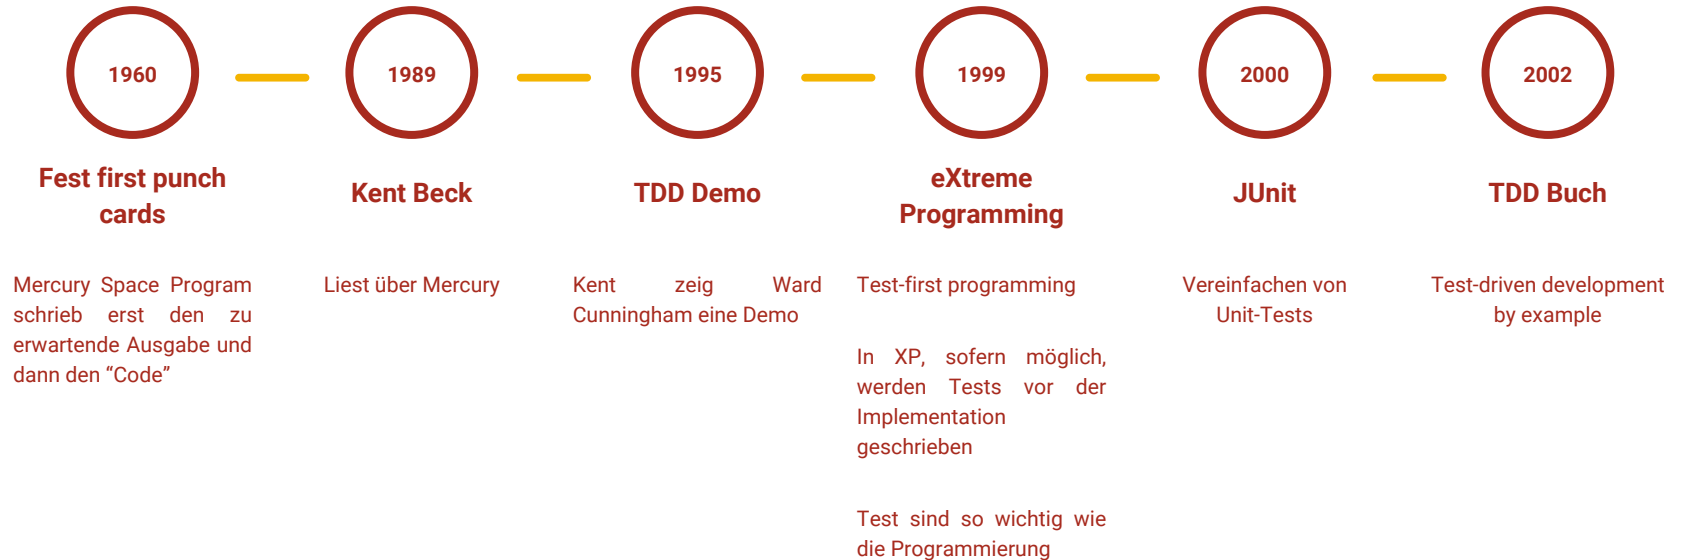 1960
Fest first punch
cards
Mercury Space Program
schrieb erst den zu
erwartende Ausgabe und
dann den “Code”
1989
Kent Beck
Liest über Mercury
1995
TDD Demo
Kent zeig Ward
Cunningham eine Demo
1999
eXtreme
Programming
Test-first programming
In XP, sofern möglich,
werden Tests vor der
Implementation
geschrieben
Test sind so wichtig wie
die Programmierung
2000
JUnit
Vereinfachen von
Unit-Tests
2002
TDD Buch
Test-driven development
by example